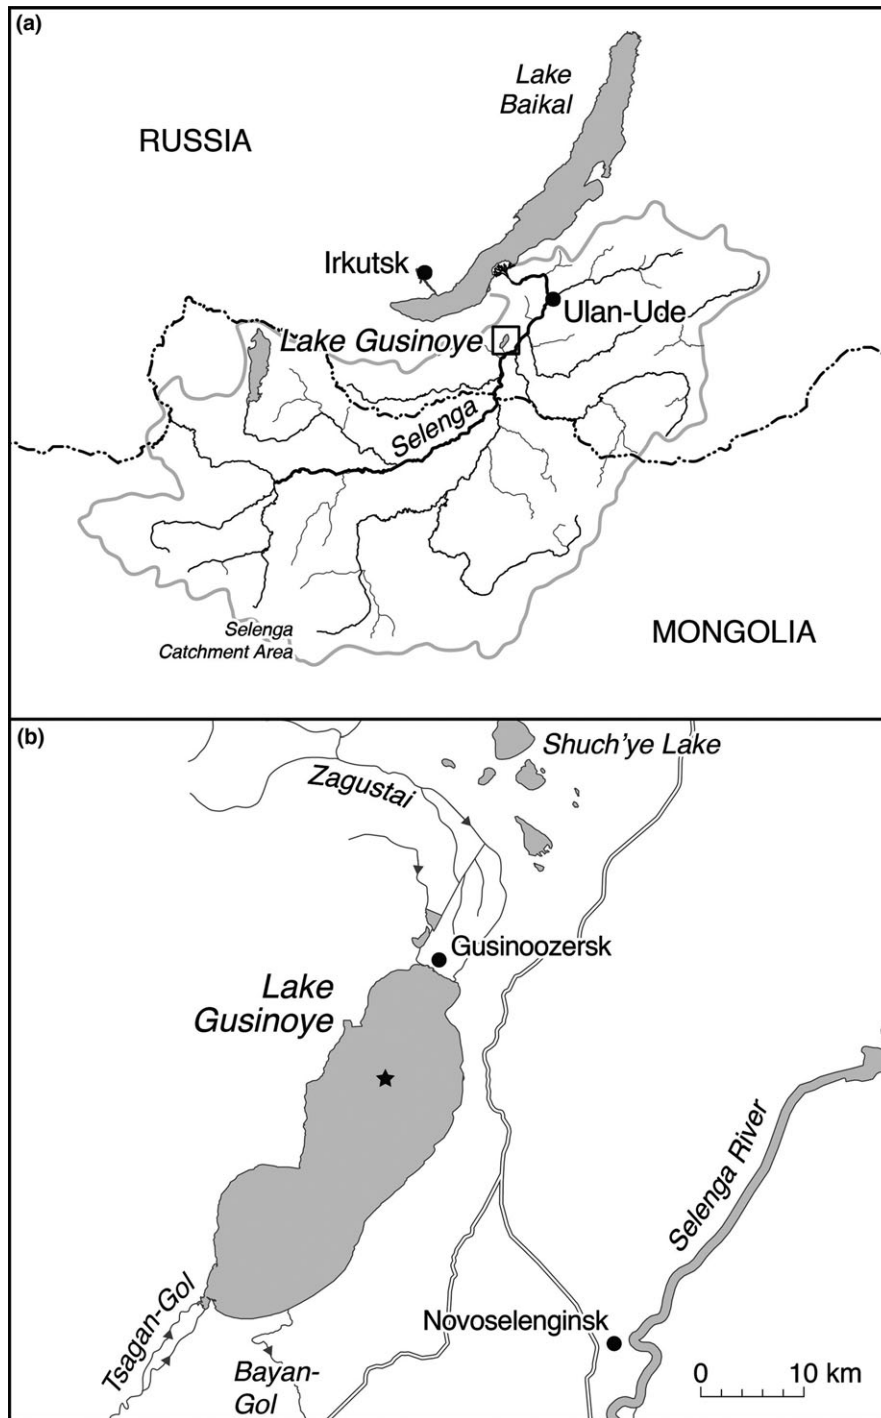 (a)
Lake
Baikal
RUSSIA
Irkutsk
Ulan-Ude
Lake Gusinoye
Selenga
Selenga
Catchment Area
MONGOLIA
(b)
Shuch'ye Lake
Zagustai
Gusinoozersk
Lake
Gusinoye
Selenga River
Tsagan-Gol
Novoselenginsk
Bayan-
Gol
0 10 km